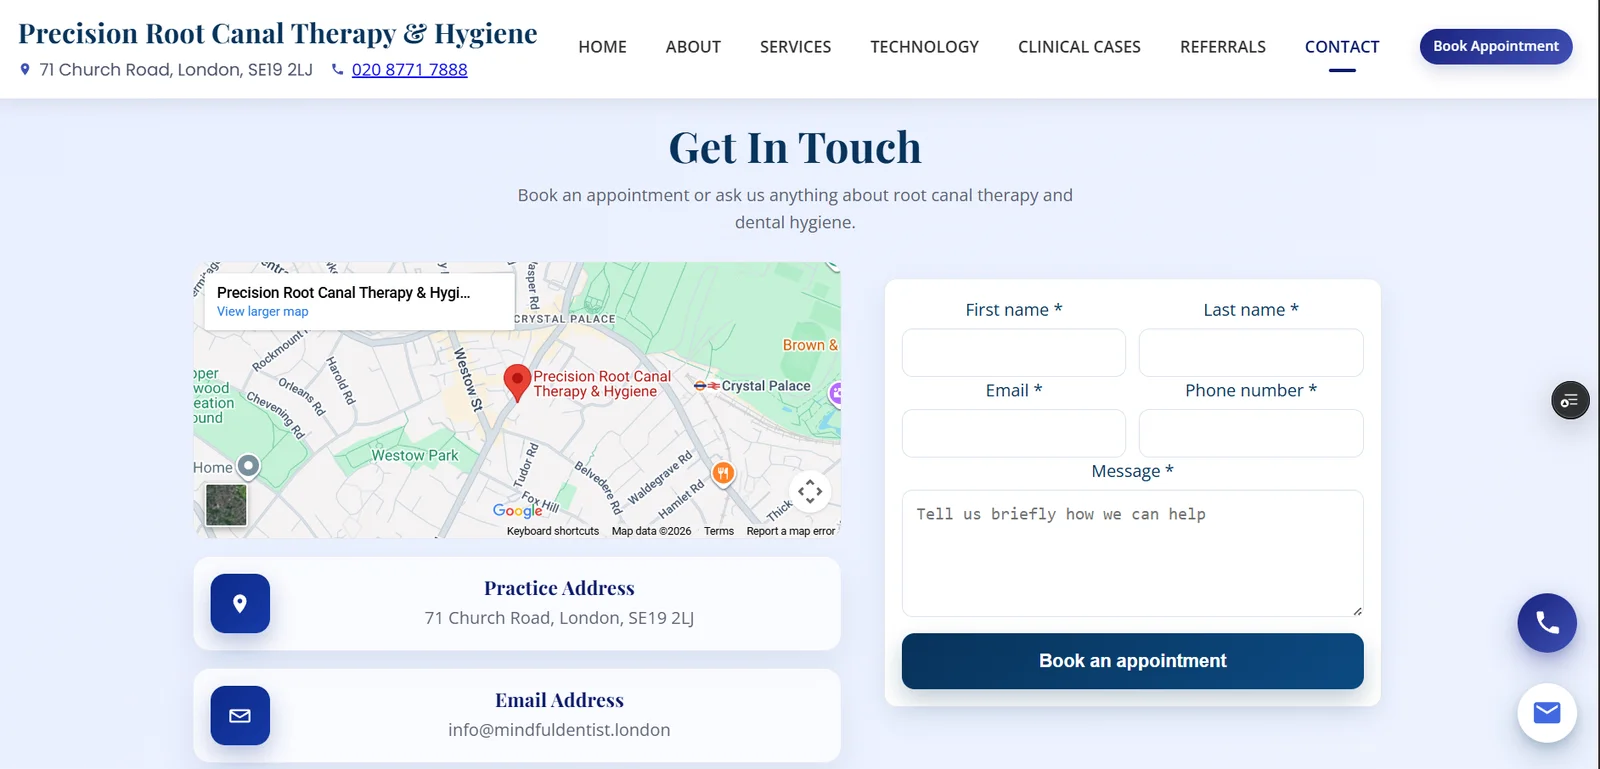 Precision Root Canal Therapy & Hygiene
71 Church Road, London, SE19 2LJ 020 8771 7888
HOME ABOUT SERVICES TECHNOLOGY CLINICAL CASES REFERRALS CONTACT Book Appointment
Get In Touch
Book an appointment or ask us anything about root canal therapy and
dental hygiene.
Precision Root Canal Therapy & Hygi...
View larger map
Jasper Rd
CRYSTAL PALACE
Brown &
Rockmount
Westow St
Harold Rd
Orleans Rd
Chevening Rd
Precision Root Canal
Therapy & Hygiene
Crystal Palace
Westow Park
Home
Tudor Rd
Belvedere Rd
Waldegrave Rd
Hamlet Rd
Fox Hill
Thick
Google
Keyboard shortcuts Map data ©2026 Terms Report a map error
Practice Address
71 Church Road, London, SE19 2LJ
Email Address
info@mindfuldentist.london
First name * Last name *
Email * Phone number *
Message *
Tell us briefly how we can help
Book an appointment